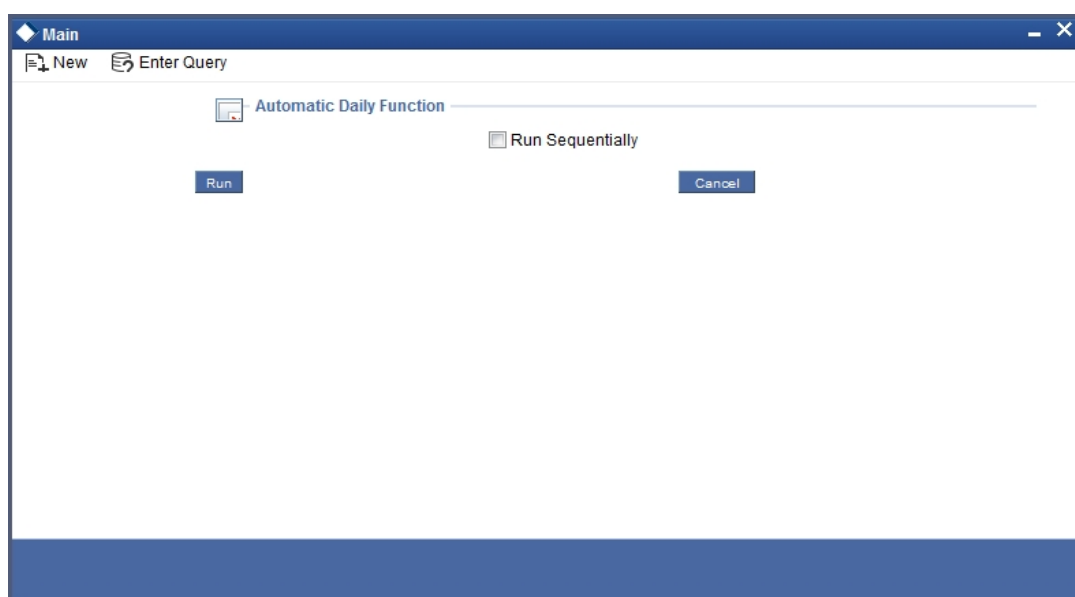 Main
New Enter Query
Automatic Daily Function
Run Sequentially
Run Cancel